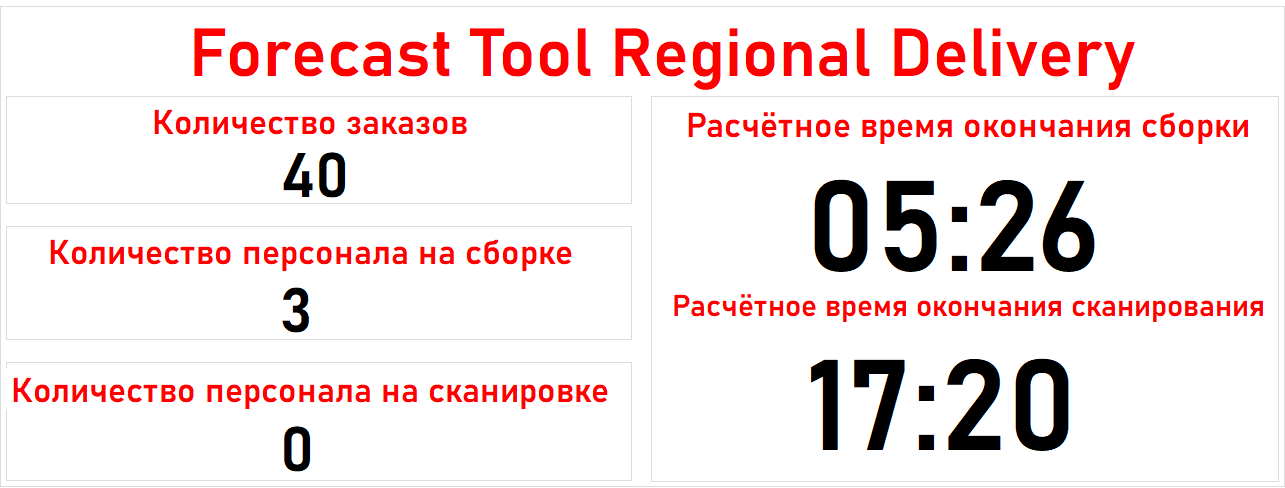 Forecast Tool Regional Delivery
Количество заказов
40
Количество персонала на сборке
3
Количество персонала на сканировке
0
Расчётное время окончания сборки
05:26
Расчётное время окончания сканирования
17:20